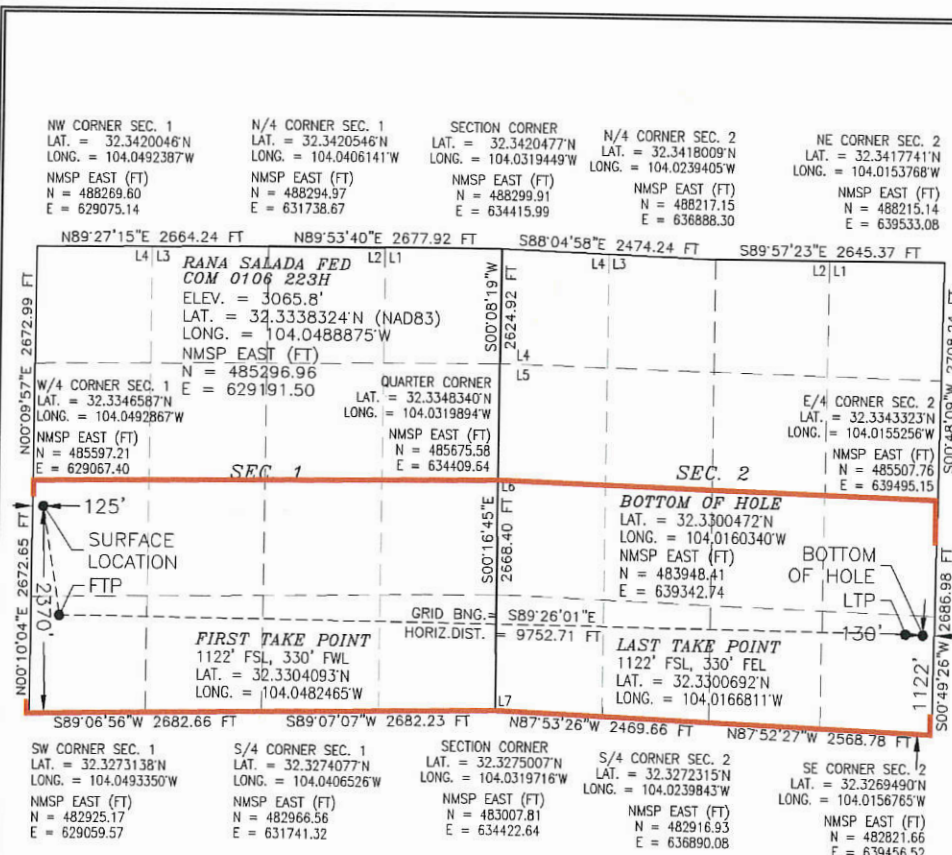 NW CORNER SEC. 1
LAT. = 32.3420046°N
LONG. = 104.0492387°W
NMSP EAST (FT)
N = 488269.60
E = 629075.14
N/4 CORNER SEC. 1
LAT. = 32.3420546°N
LONG. = 104.0406141°W
NMSP EAST (FT)
N = 488294.97
E = 631738.67
SECTION CORNER
LAT. = 32.3420477°N
LONG. = 104.0319449°W
NMSP EAST (FT)
N = 488299.91
E = 634415.99
N/4 CORNER SEC. 2
LAT. = 32.3418009°N
LONG. = 104.0239405°W
NMSP EAST (FT)
N = 488217.15
E = 636888.30
NE CORNER SEC. 2
LAT. = 32.3417741°N
LONG. = 104.0153768°W
NMSP EAST (FT)
N = 488215.14
E = 639533.08
N89°27'15"E 2664.24 FT
N89°53'40"E 2677.92 FT
S88°04'58"E 2474.24 FT
S89°57'23"E 2645.37 FT
L4 L3
L2 L1
L4 L3
L2 L1
N00°09'57"E 2672.99 FT
RANA SALADA FED
COM 0106 223H
ELEV. = 3065.8'
LAT. = 32.3338324°N (NAD83)
LONG. = 104.0488875°W
NMSP EAST (FT)
N = 485296.96
E = 629191.50
S00°08'19"W 2624.92 FT
L4
L5
S00°48'09"W 2708.24 FT
W/4 CORNER SEC. 1
LAT. = 32.3346587°N
LONG. = 104.0492867°W
NMSP EAST (FT)
N = 485597.21
E = 629067.40
QUARTER CORNER
LAT. = 32.3348340°N
LONG. = 104.0319894°W
NMSP EAST (FT)
N = 485675.58
E = 634409.64
E/4 CORNER SEC. 2
LAT. = 32.3343323°N
LONG. = 104.0155256°W
NMSP EAST (FT)
N = 485507.76
E = 639495.15
SEC. 1
SEC. 2
L6
125'
SURFACE
LOCATION
FTP
2370'
N00°10'04"E 2672.65 FT
S00°16'45"E 2668.40 FT
BOTTOM OF HOLE
LAT. = 32.3300472°N
LONG. = 104.0160340°W
NMSP EAST (FT)
N = 483948.41
E = 639342.74
BOTTOM
OF HOLE
LTP
130'
GRID BNG. = S89°26'01"E
HORIZ.DIST. = 9752.71 FT
FIRST TAKE POINT
1122' FSL, 330' FWL
LAT. = 32.3304093°N
LONG. = 104.0482465°W
LAST TAKE POINT
1122' FSL, 330' FEL
LAT. = 32.3300692°N
LONG. = 104.0166811°W
1122'
S00°49'26"W 2686.98 FT
L7
S89°06'56"W 2682.66 FT
S89°07'07"W 2682.23 FT
N87°53'26"W 2469.66 FT
N87°52'27"W 2568.78 FT
SW CORNER SEC. 1
LAT. = 32.3273138°N
LONG. = 104.0493350°W
NMSP EAST (FT)
N = 482925.17
E = 629059.57
S/4 CORNER SEC. 1
LAT. = 32.3274077°N
LONG. = 104.0406526°W
NMSP EAST (FT)
N = 482966.56
E = 631741.32
SECTION CORNER
LAT. = 32.3275007°N
LONG. = 104.0319716°W
NMSP EAST (FT)
N = 483007.81
E = 634422.64
S/4 CORNER SEC. 2
LAT. = 32.3272315°N
LONG. = 104.0239843°W
NMSP EAST (FT)
N = 482916.93
E = 636890.08
SE CORNER SEC. 2
LAT. = 32.3269490°N
LONG. = 104.0156765°W
NMSP EAST (FT)
N = 482821.66
E = 639456.52